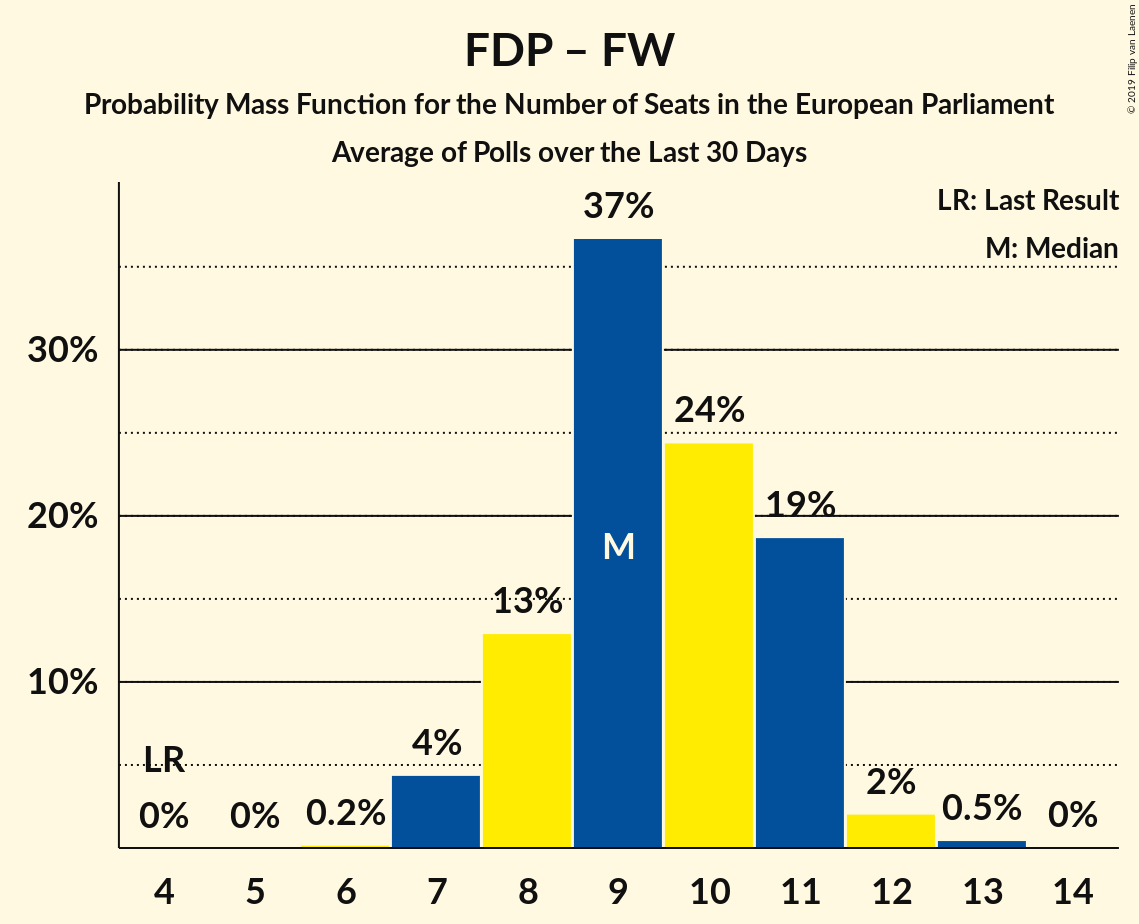 FDP – FW
Probability Mass Function for the Number of Seats in the European Parliament
Average of Polls over the Last 30 Days
© 2019 Filip van Laenen
LR: Last Result
M: Median
37%
30%
24%
20%
19%
M
13%
10%
4%
LR
2%
0%
0%
0.2%
0.5%
0%
4 5 6 7 8 9 10 11 12 13 14